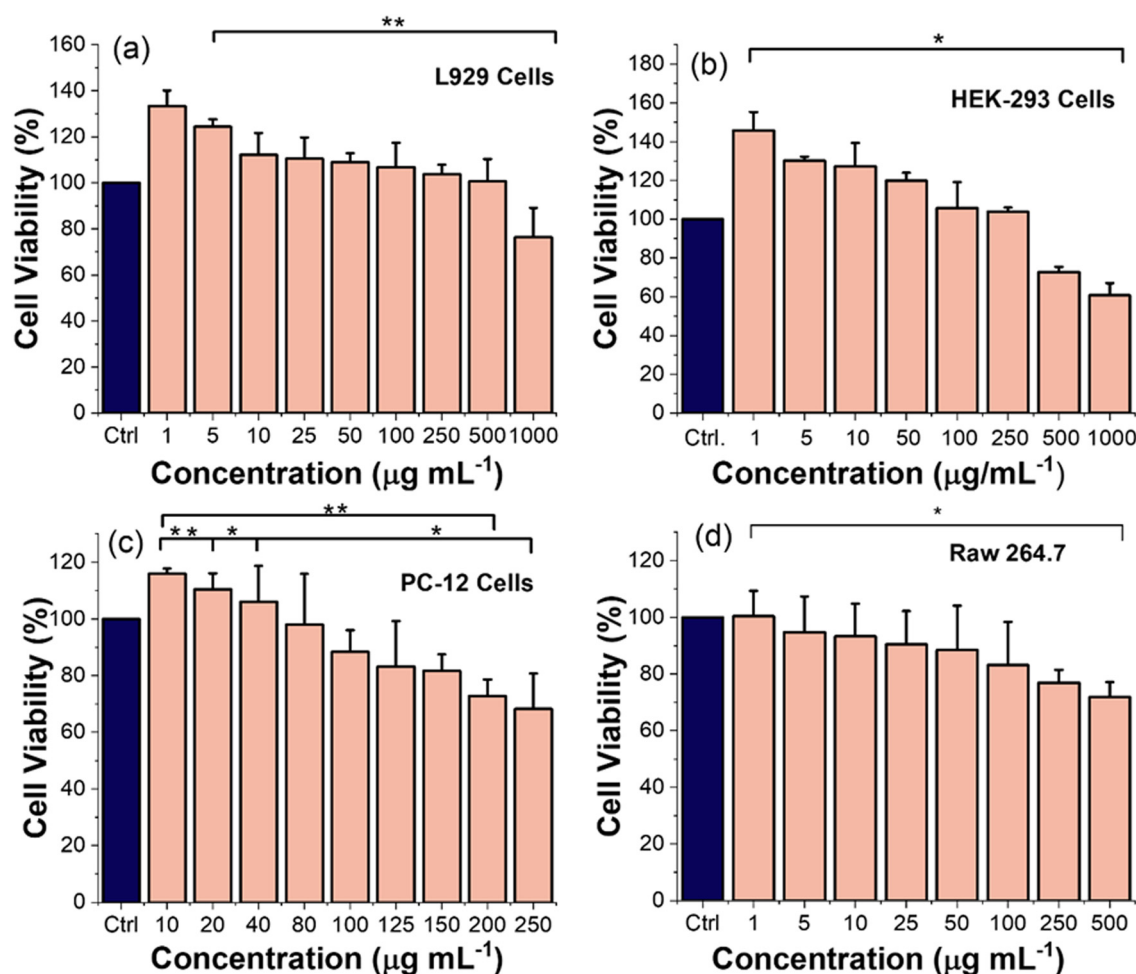 (a)
**
L929 Cells
Cell Viability (%)
160
140
120
100
80
60
40
20
0
Ctrl 1 5 10 25 50 100 250 500 1000
Concentration (μg mL⁻¹)
(b)
*
HEK-293 Cells
Cell Viability (%)
180
160
140
120
100
80
60
40
20
0
Ctrl. 1 5 10 50 100 250 500 1000
Concentration (μg/mL⁻¹)
(c)
**
** * *
PC-12 Cells
Cell Viability (%)
120
100
80
60
40
20
0
Ctrl 10 20 40 80 100 125 150 200 250
Concentration (μg mL⁻¹)
(d)
*
Raw 264.7
Cell Viability (%)
120
100
80
60
40
20
0
Ctrl 1 5 10 25 50 100 250 500
Concentration (μg mL⁻¹)